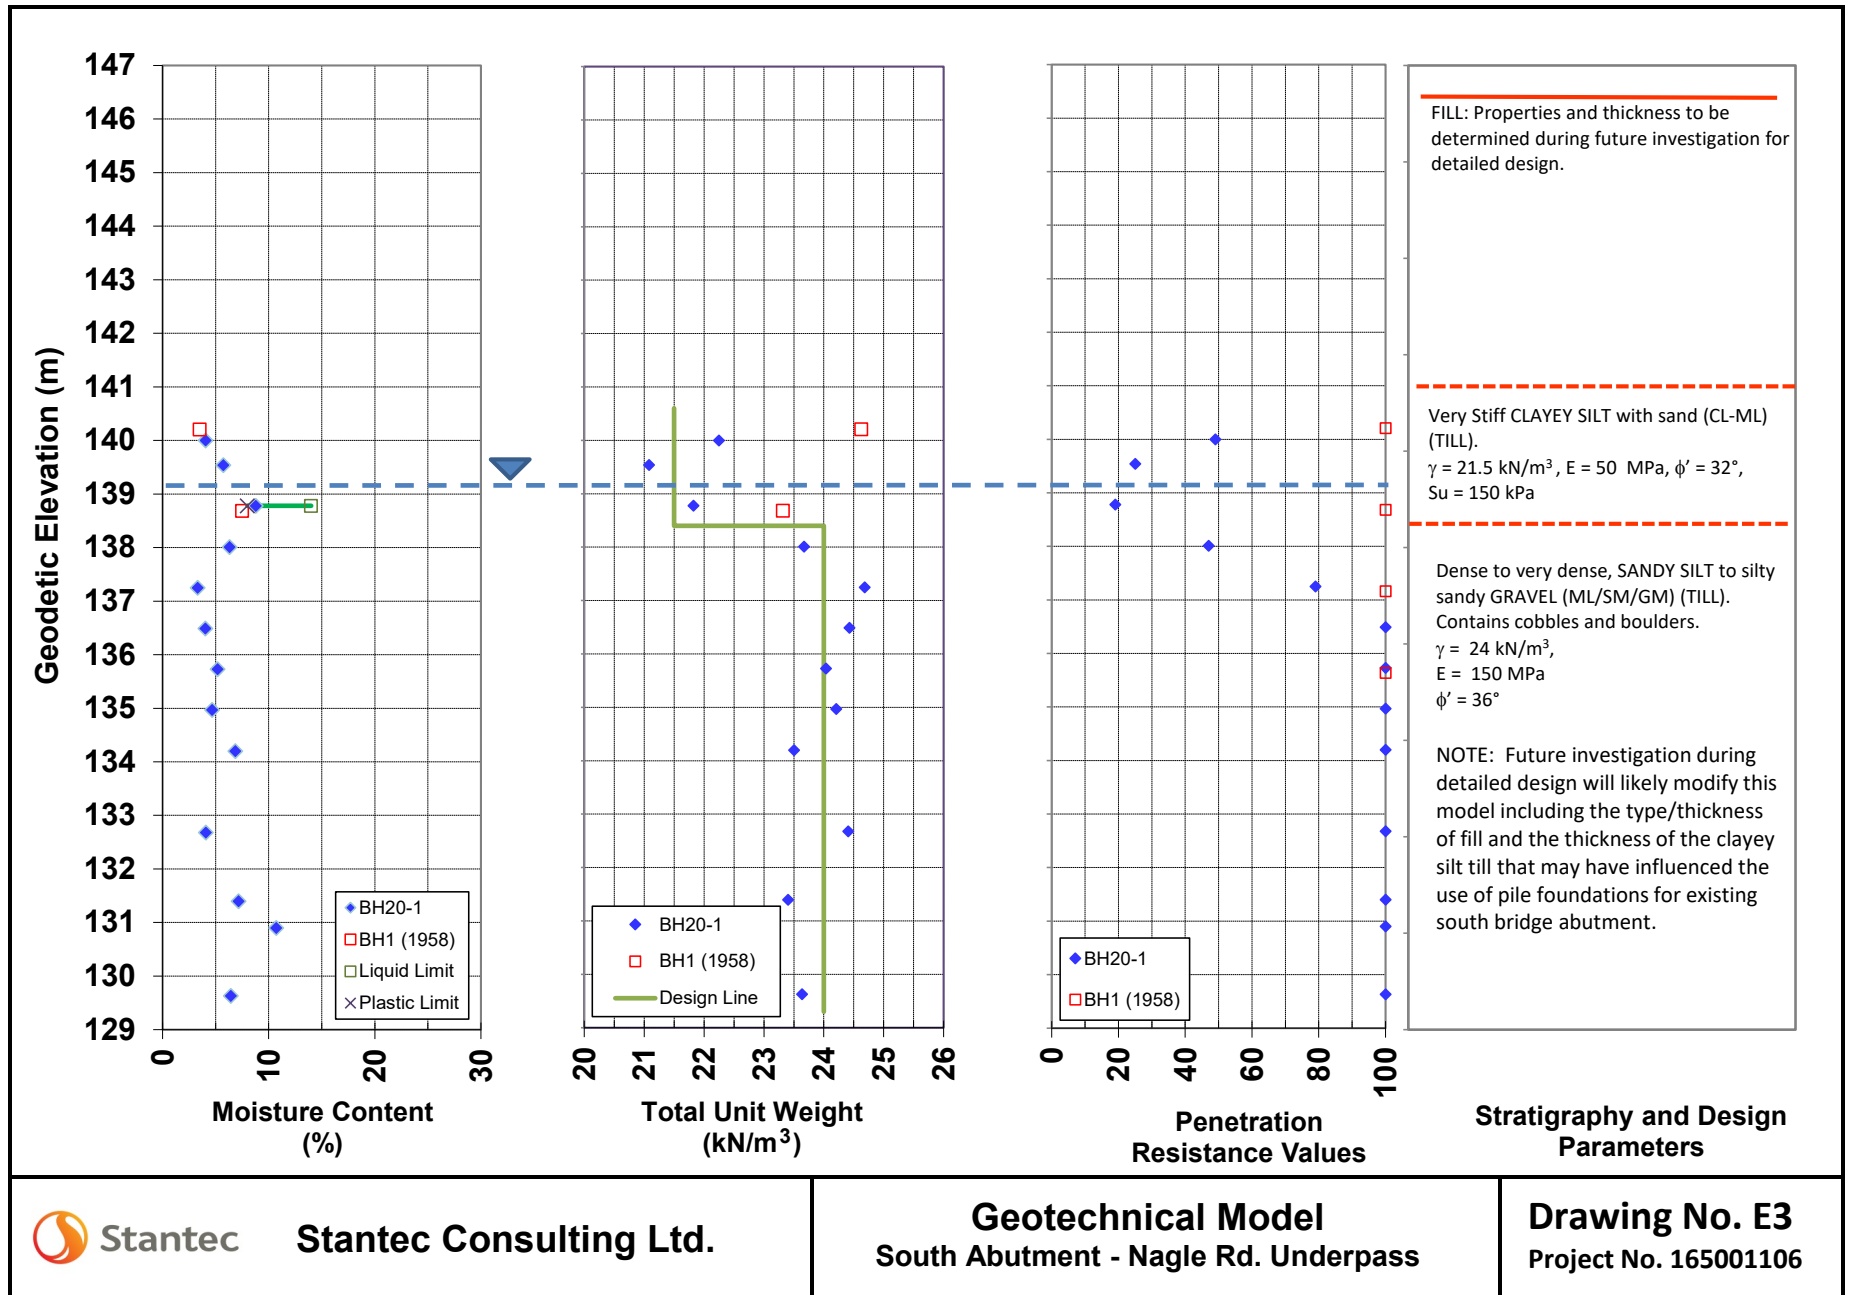 147
146
145
144
143
142
141
140
139
138
137
136
135
134
133
132
131
130
129
Geodetic Elevation (m)
0
10
20
30
Moisture Content
(%)
BH20-1
BH1 (1958)
Liquid Limit
Plastic Limit
20
21
22
23
24
25
26
Total Unit Weight
(kN/m³)
BH20-1
BH1 (1958)
Design Line
0
20
40
60
80
100
Penetration
Resistance Values
BH20-1
BH1 (1958)
FILL: Properties and thickness to be
determined during future investigation for
detailed design.
Very Stiff CLAYEY SILT with sand (CL-ML)
(TILL).
γ = 21.5 kN/m³ , E = 50 MPa, ϕ’ = 32°,
Su = 150 kPa
Dense to very dense, SANDY SILT to silty
sandy GRAVEL (ML/SM/GM) (TILL).
Contains cobbles and boulders.
γ = 24 kN/m³,
E = 150 MPa
ϕ’ = 36°
NOTE: Future investigation during
detailed design will likely modify this
model including the type/thickness
of fill and the thickness of the clayey
silt till that may have influenced the
use of pile foundations for existing
south bridge abutment.
Stratigraphy and Design
Parameters
Stantec
Stantec Consulting Ltd.
Geotechnical Model
South Abutment - Nagle Rd. Underpass
Drawing No. E3
Project No. 165001106